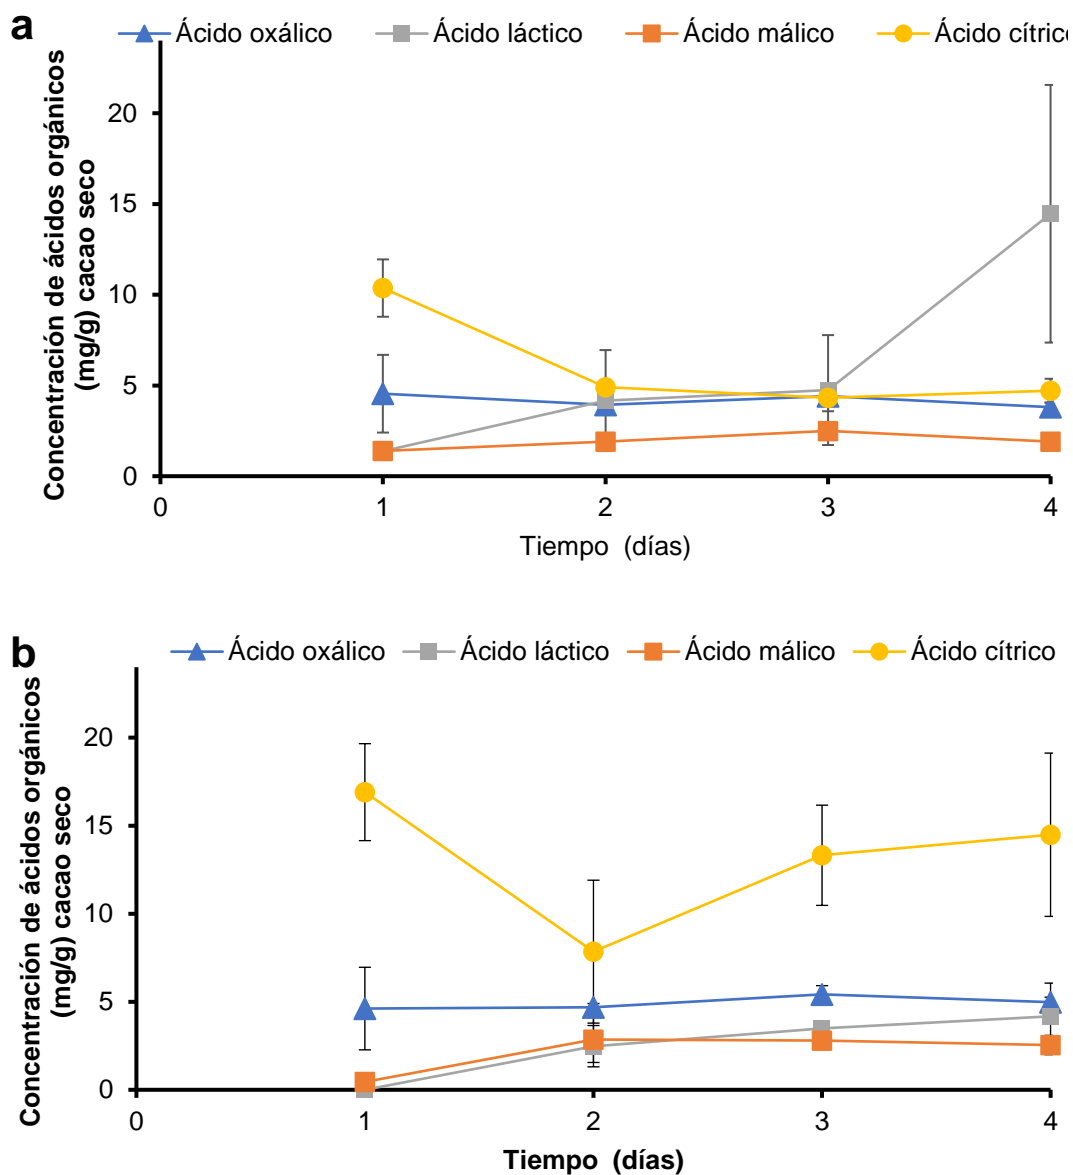 a
Ácido oxálico Ácido láctico Ácido málico Ácido cítrico
Concentración de ácidos orgánicos
(mg/g) cacao seco
20
15
10
5
0
0 1 2 3 4
Tiempo (días)
b
Ácido oxálico Ácido láctico Ácido málico Ácido cítrico
Concentración de ácidos orgánicos
(mg/g) cacao seco
20
15
10
5
0
0 1 2 3 4
Tiempo (días)